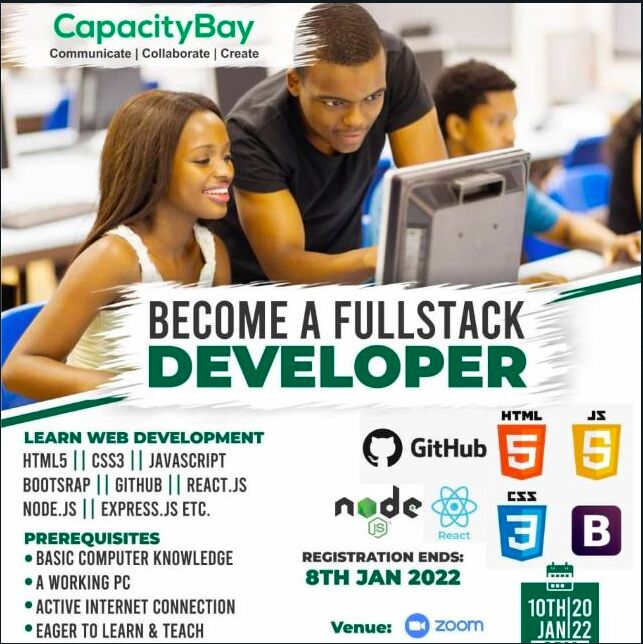 CapacityBay
Communicate | Collaborate | Create
BECOME A FULLSTACK
DEVELOPER
LEARN WEB DEVELOPMENT
HTML5 || CSS3 || JAVASCRIPT
BOOTSRAP || GITHUB || REACT.JS
NODE.JS || EXPRESS.JS ETC.
PREREQUISITES
• BASIC COMPUTER KNOWLEDGE
• A WORKING PC
• ACTIVE INTERNET CONNECTION
• EAGER TO LEARN & TEACH
GitHub
HTML
5
JS
5
node
JS
React
CSS
3
B
REGISTRATION ENDS:
8TH JAN 2022
Venue: zoom
10TH|20
JAN|22